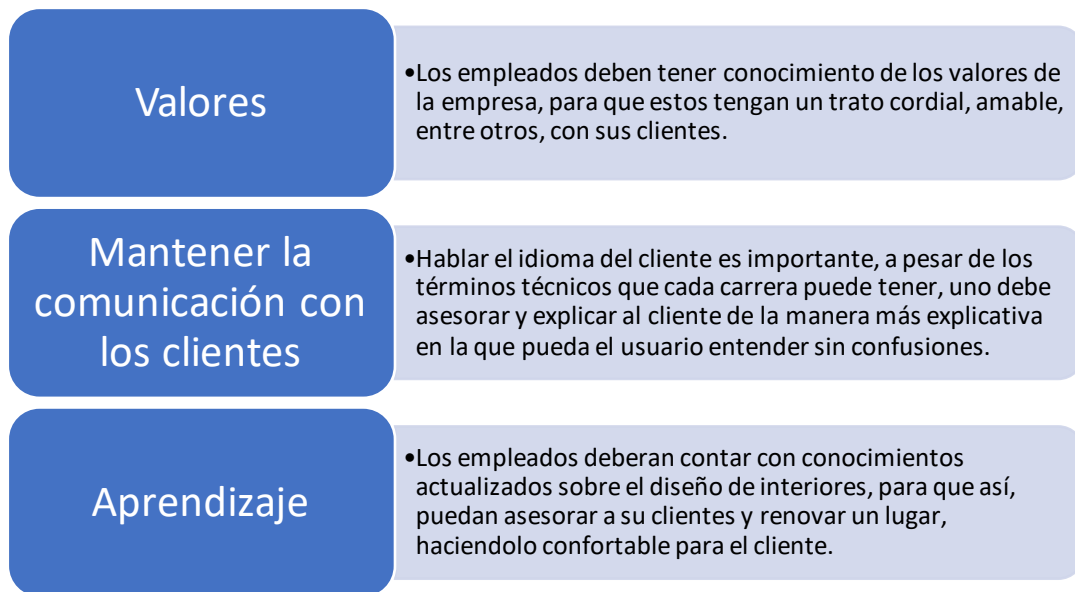 Valores
•Los empleados deben tener conocimiento de los valores de
la empresa, para que estos tengan un trato cordial, amable,
entre otros, con sus clientes.
Mantener la
comunicación con
los clientes
•Hablar el idioma del cliente es importante, a pesar de los
términos técnicos que cada carrera puede tener, uno debe
asesorar y explicar al cliente de la manera más explicativa
en la que pueda el usuario entender sin confusiones.
Aprendizaje
•Los empleados deberan contar con conocimientos
actualizados sobre el diseño de interiores, para que así,
puedan asesorar a su clientes y renovar un lugar,
haciendolo confortable para el cliente.